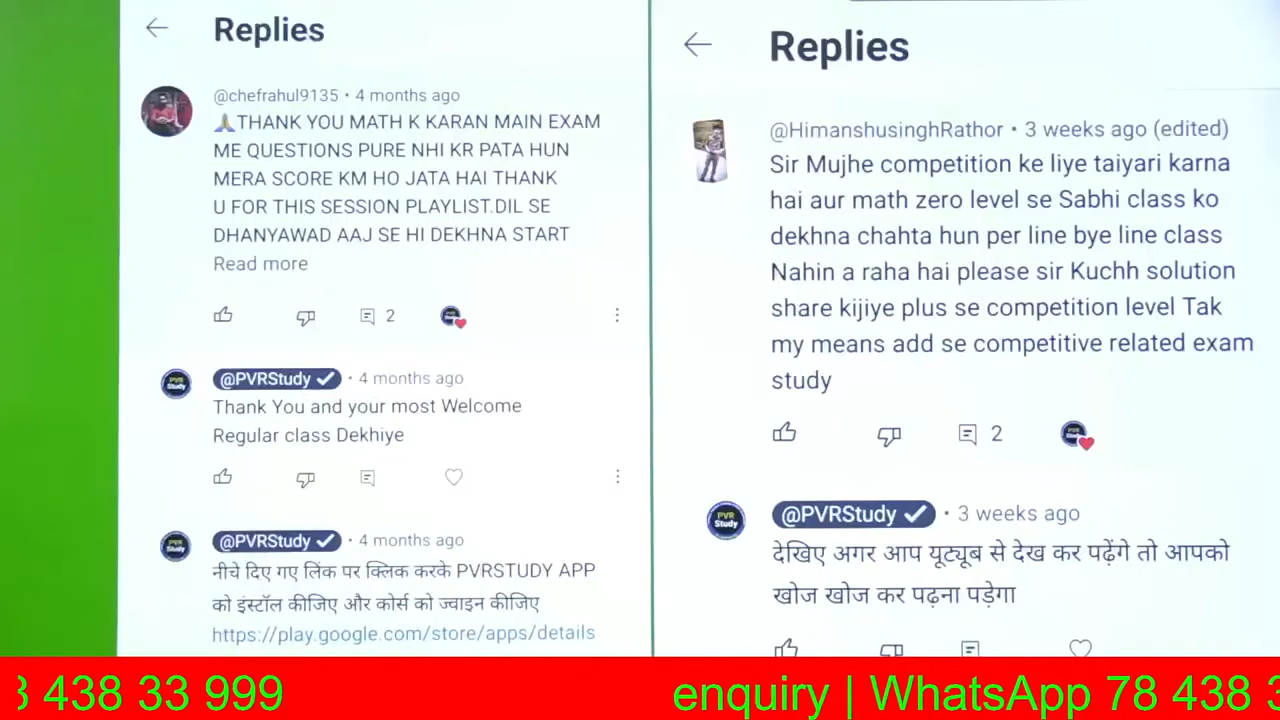 Replies
@chefrahul9135 • 4 months ago
🙏THANK YOU MATH K KARAN MAIN EXAM
ME QUESTIONS PURE NHI KR PATA HUN
MERA SCORE KM HO JATA HAI THANK
U FOR THIS SESSION PLAYLIST.DIL SE
DHANYAWAD AAJ SE HI DEKHNA START
Read more
2
@PVRStudy • 4 months ago
Thank You and your most Welcome
Regular class Dekhiye
PVR Study
@PVRStudy • 4 months ago
नीचे दिए गए लिंक पर क्लिक करके PVRSTUDY APP
को इंस्टॉल कीजिए और कोर्स को ज्वाइन कीजिए
https://play.google.com/store/apps/details
Replies
@HimanshusinghRathor • 3 weeks ago (edited)
Sir Mujhe competition ke liye taiyari karna
hai aur math zero level se Sabhi class ko
dekhna chahta hun per line bye line class
Nahin a raha hai please sir Kuchh solution
share kijiye plus se competition level Tak
my means add se competitive related exam
study
2
PVR Study
@PVRStudy • 3 weeks ago
देखिए अगर आप यूट्यूब से देख कर पढ़ेंगे तो आपको
खोज खोज कर पढ़ना पड़ेगा
438 33 999 enquiry | WhatsApp 78 438